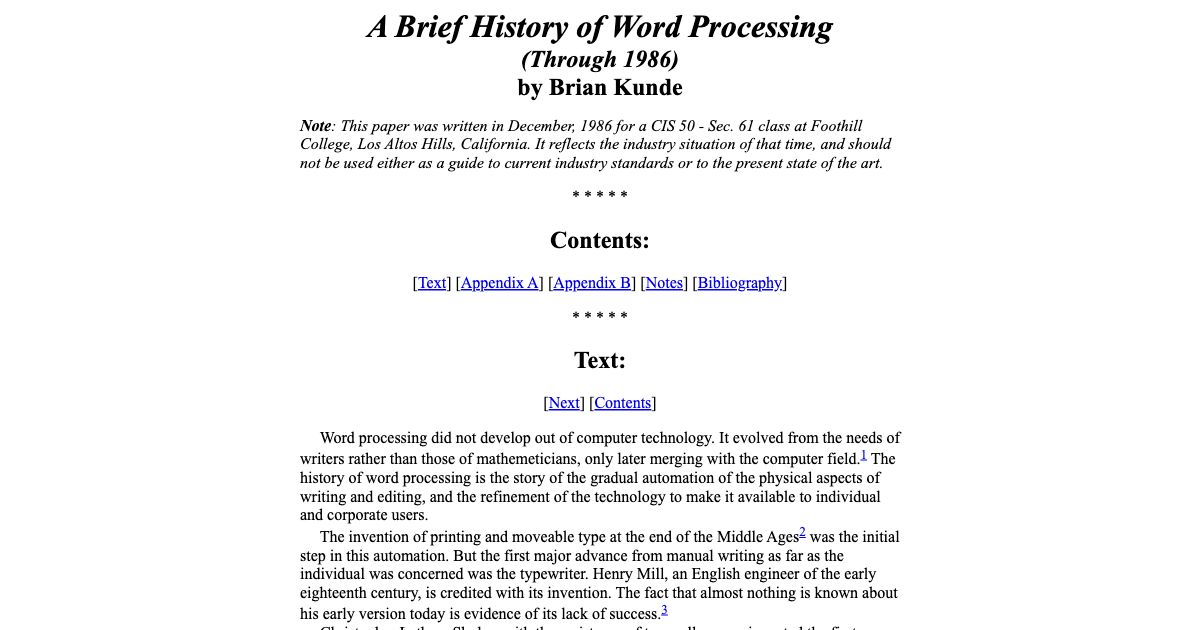 A Brief History of Word Processing
(Through 1986)
by Brian Kunde
Note: This paper was written in December, 1986 for a CIS 50 - Sec. 61 class at Foothill
College, Los Altos Hills, California. It reflects the industry situation of that time, and should
not be used either as a guide to current industry standards or to the present state of the art.
* * * * *
Contents:
[Text] [Appendix A] [Appendix B] [Notes] [Bibliography]
* * * * *
Text:
[Next] [Contents]
Word processing did not develop out of computer technology. It evolved from the needs of
writers rather than those of mathemeticians, only later merging with the computer field.1 The
history of word processing is the story of the gradual automation of the physical aspects of
writing and editing, and the refinement of the technology to make it available to individual
and corporate users.
The invention of printing and moveable type at the end of the Middle Ages2 was the initial
step in this automation. But the first major advance from manual writing as far as the
individual was concerned was the typewriter. Henry Mill, an English engineer of the early
eighteenth century, is credited with its invention. The fact that almost nothing is known about
his early version today is evidence of its lack of success.3